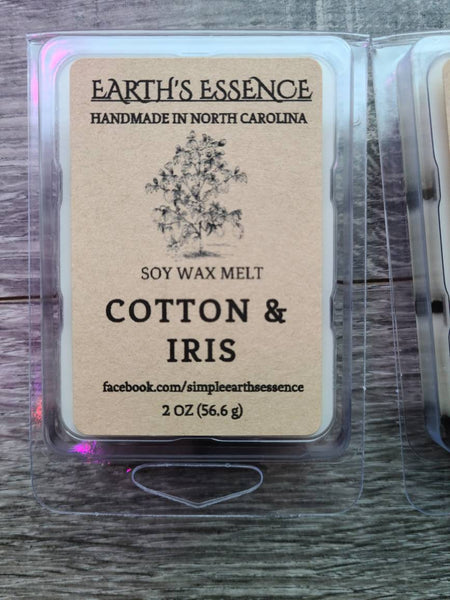 EARTH'S ESSENCE
HANDMADE IN NORTH CAROLINA
SOY WAX MELT
COTTON &
IRIS
facebook.com/simpleearthsessence
2 OZ (56.6 g)